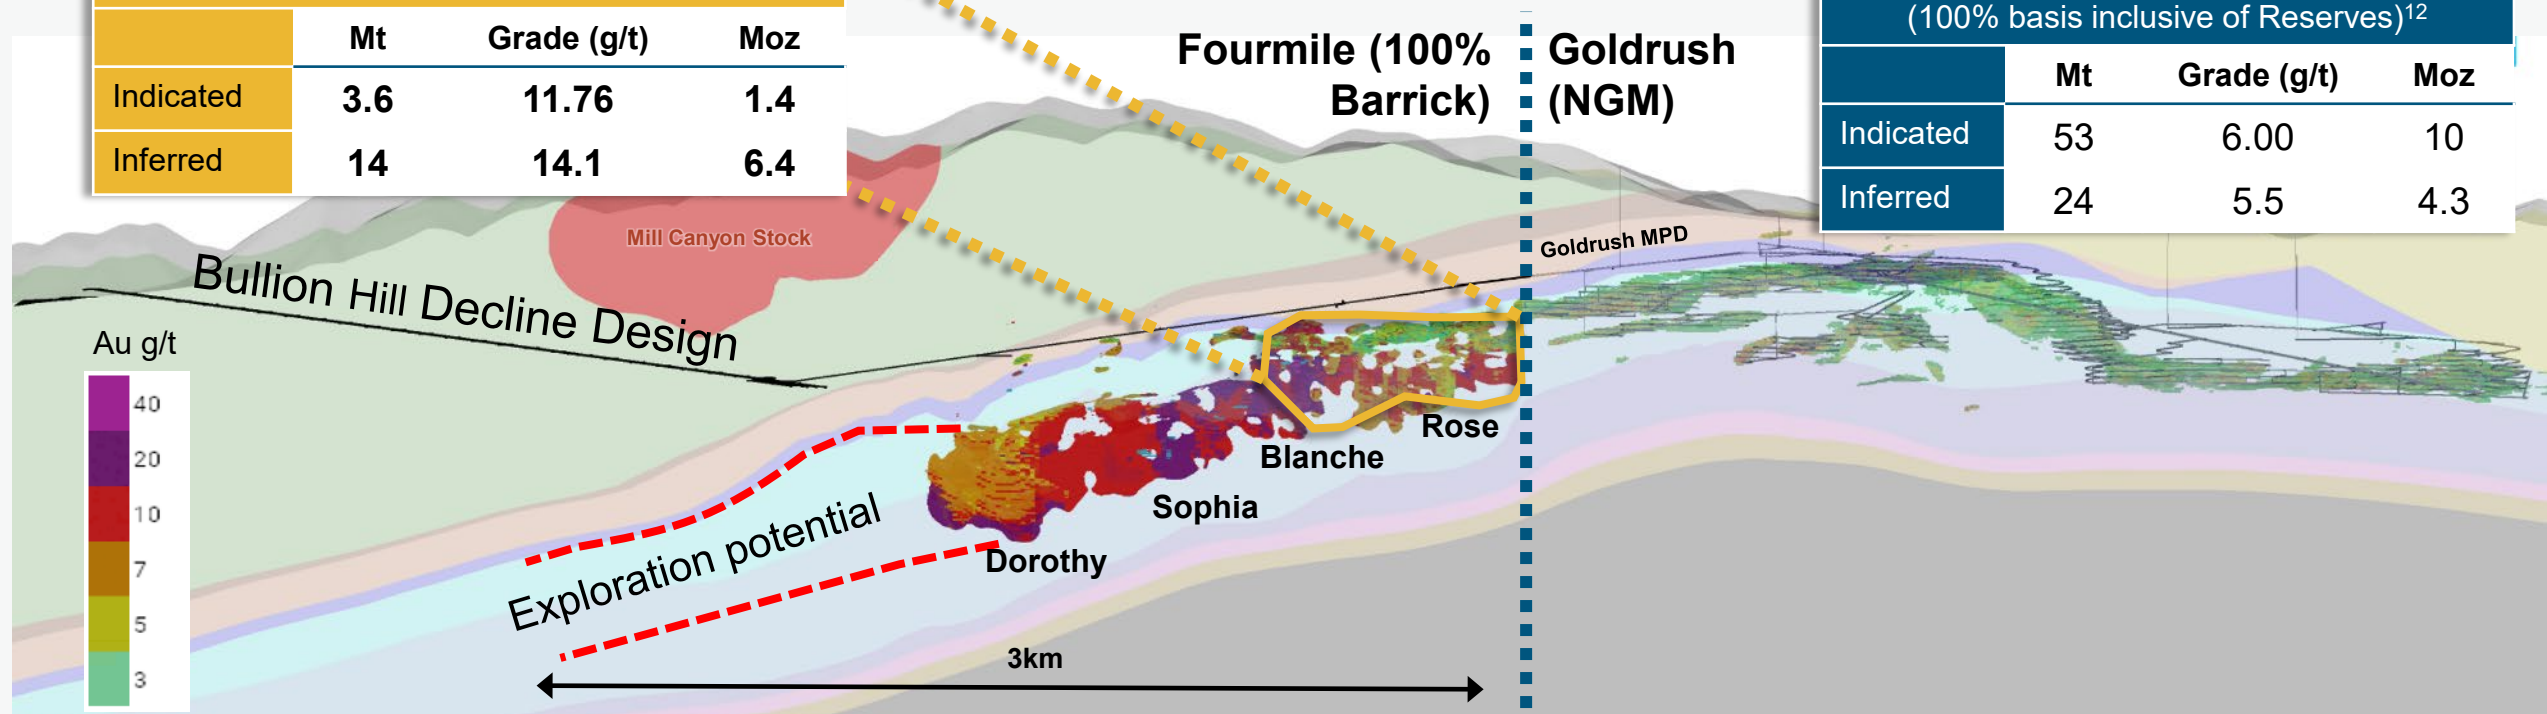 Mt Grade (g/t) Moz
Indicated 3.6 11.76 1.4
Inferred 14 14.1 6.4
Fourmile (100%
Barrick)
Goldrush
(NGM)
(100% basis inclusive of Reserves)¹²
Mt Grade (g/t) Moz
Indicated 53 6.00 10
Inferred 24 5.5 4.3
Mill Canyon Stock
Goldrush MPD
Bullion Hill Decline Design
Au g/t
40
20
10
7
5
3
Rose
Blanche
Sophia
Dorothy
Exploration potential
3km